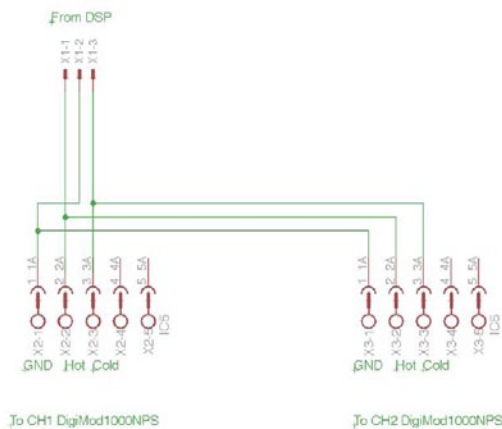 From DSP
X1-1 X1-2 X1-3
1 1A 2 2A 3 3A 4 4A 5 5A 1 1A 2 2A 3 3A 4 4A 5 5A
X2-1 X2-2 X2-3 X2-4 X2-5 IC5 X3-1 X3-2 X3-3 X3-4 X3-5 IC5
GND Hot Cold GND Hot Cold
To CH1 DigiMod1000NPS To CH2 DigiMod1000NPS